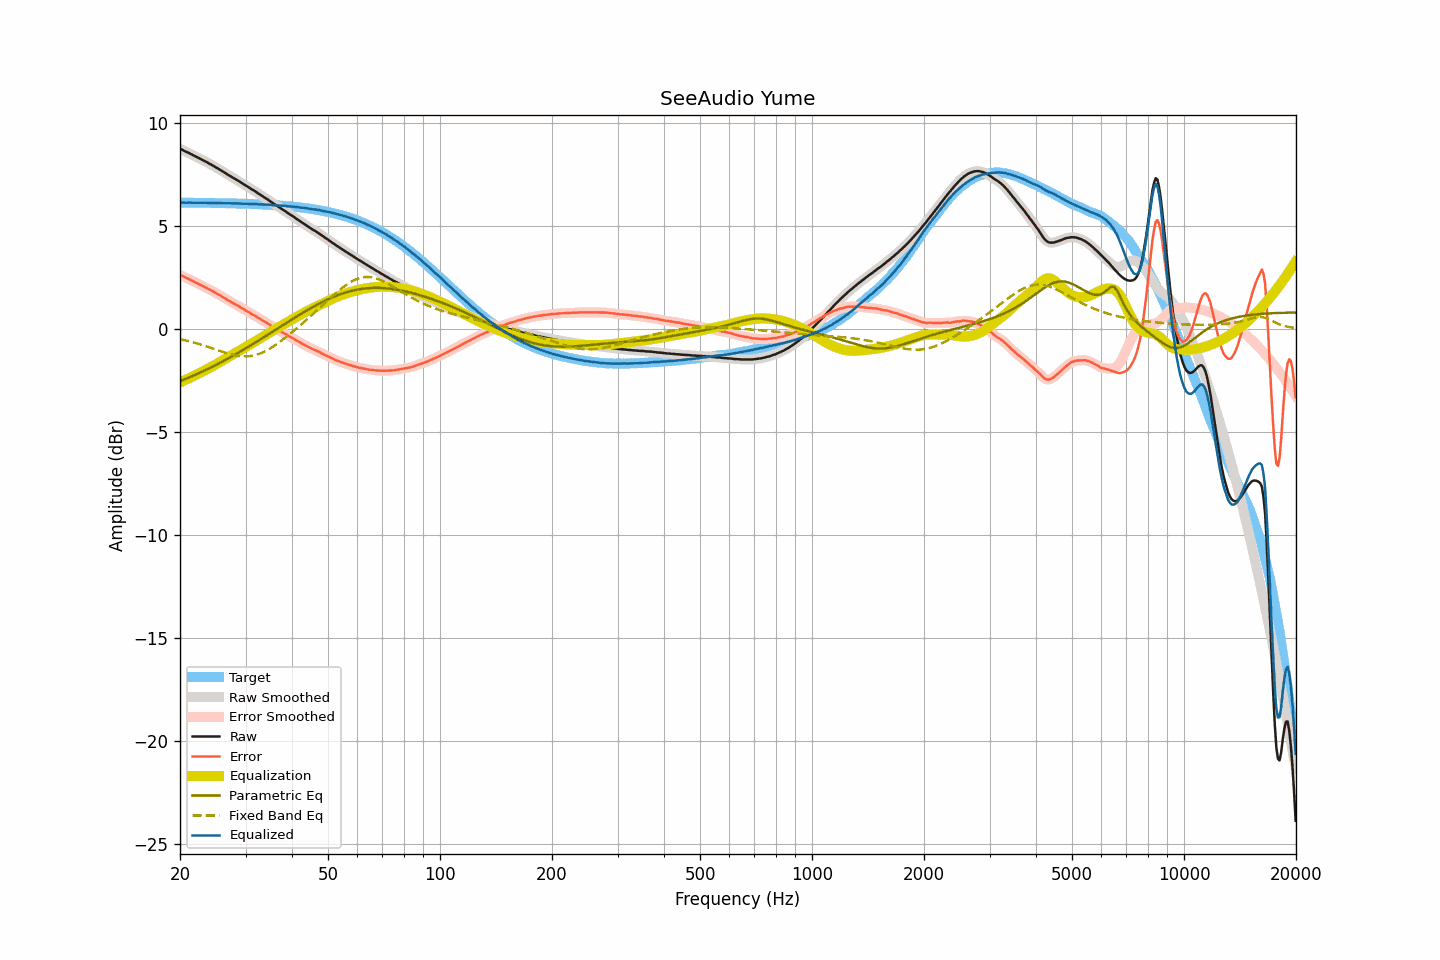 SeeAudio Yume
10
5
0
−5
−10
−15
−20
−25
Amplitude (dBr)
Target
Raw Smoothed
Error Smoothed
Raw
Error
Equalization
Parametric Eq
Fixed Band Eq
Equalized
20 50 100 200 500 1000 2000 5000 10000 20000
Frequency (Hz)